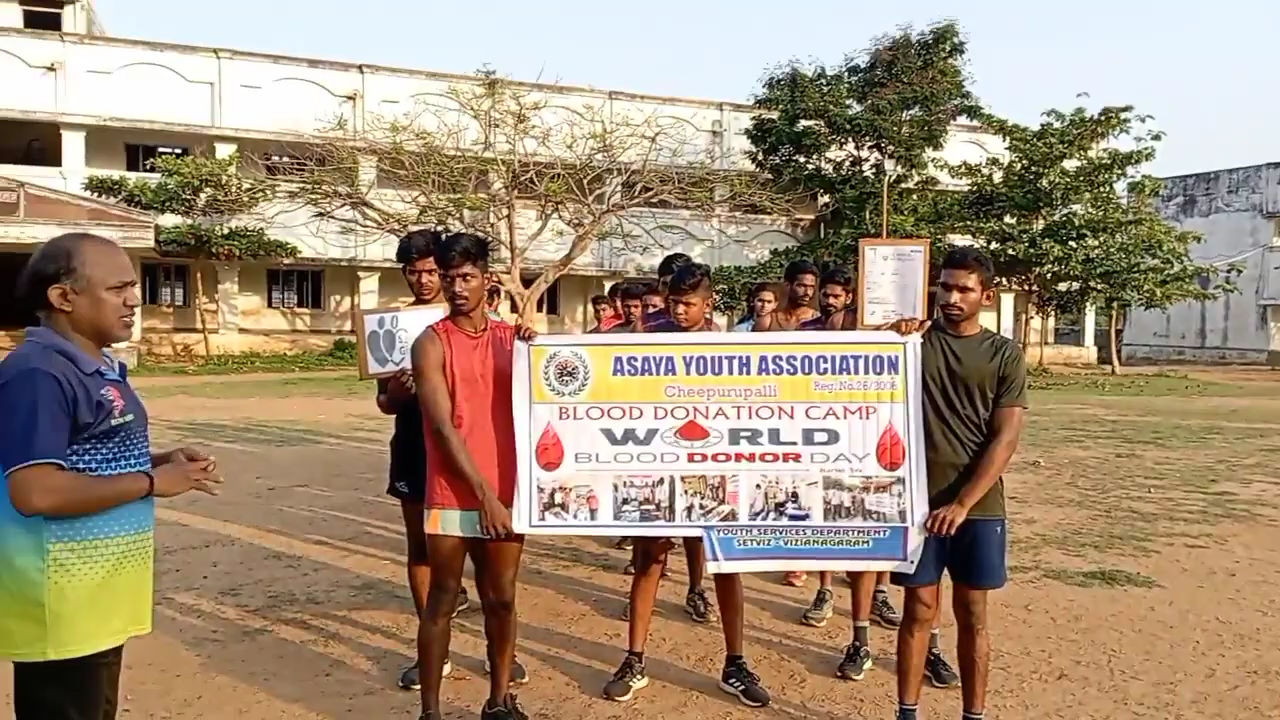 ASAYA YOUTH ASSOCIATION
Cheepurupalli
Reg.No.26/2006
BLOOD DONATION CAMP
WORLD
BLOOD DONOR DAY
YOUTH SERVICES DEPARTMENT
SETVIZ - VIZIANAGARAM